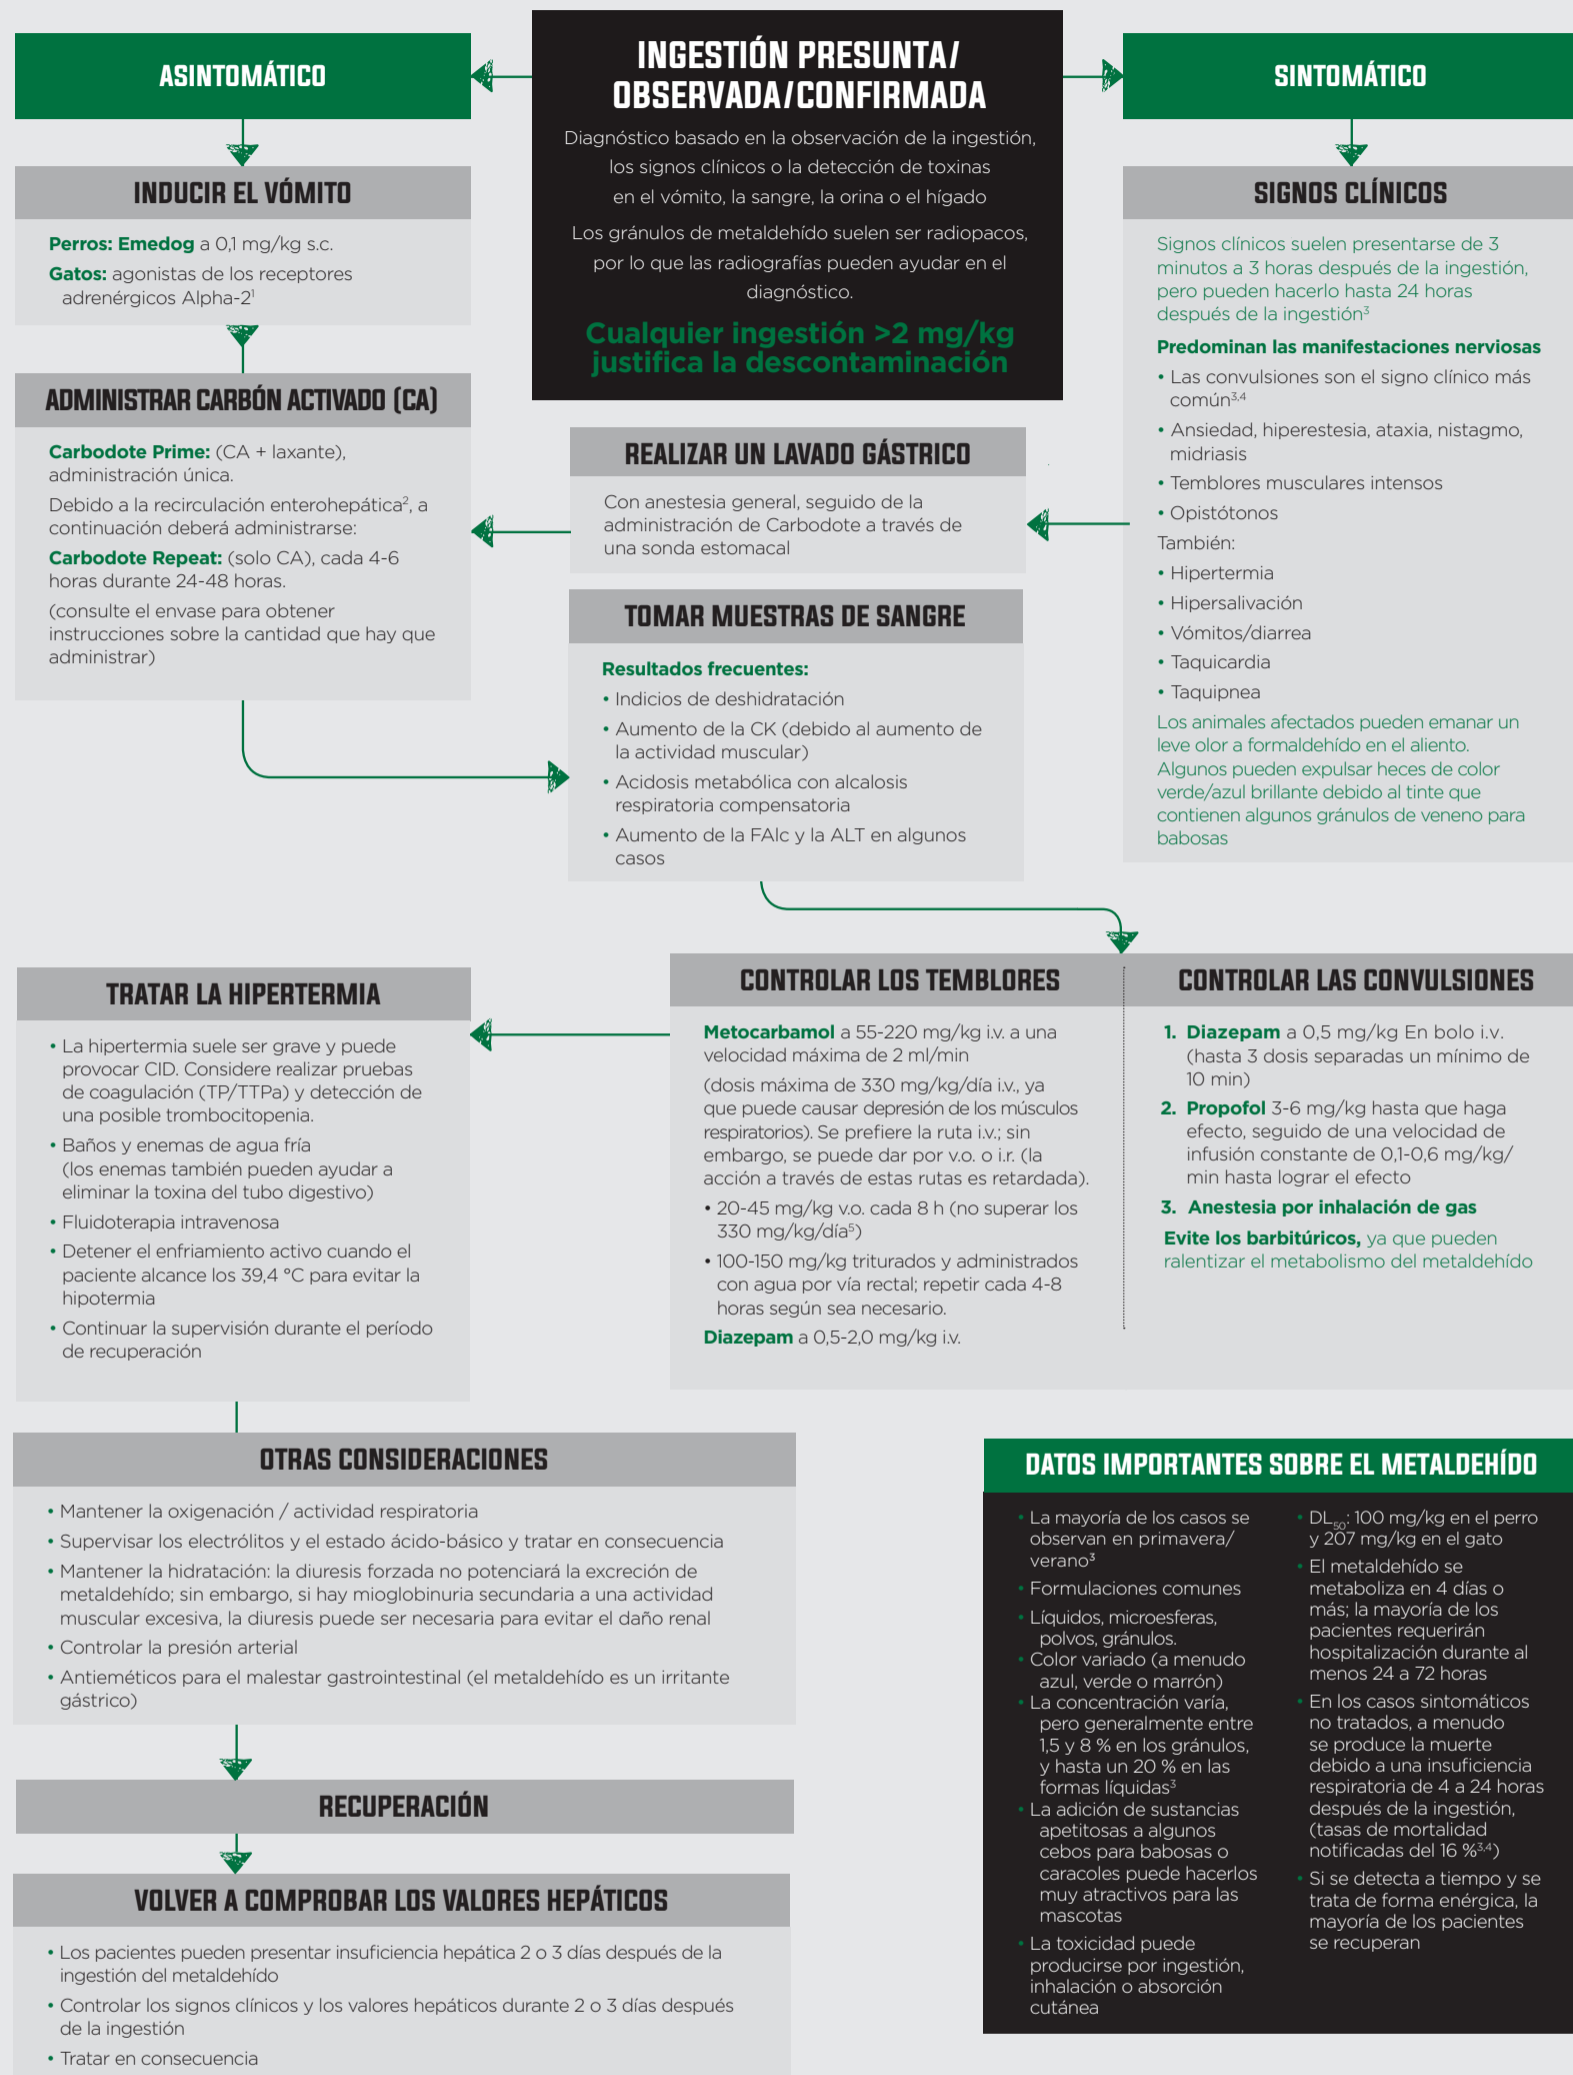 INGESTIÓN PRESUNTA/
OBSERVADA/CONFIRMADA
Diagnóstico basado en la observación de la ingestión,
los signos clínicos o la detección de toxinas
en el vómito, la sangre, la orina o el hígado
Los gránulos de metaldehído suelen ser radiopacos,
por lo que las radiografías pueden ayudar en el
diagnóstico.
Cualquier ingestión >2 mg/kg
justifica la descontaminación
ASINTOMÁTICO
INDUCIR EL VÓMITO
Perros: Emedog a 0,1 mg/kg s.c.
Gatos: agonistas de los receptores
adrenérgicos Alpha-2¹
ADMINISTRAR CARBÓN ACTIVADO (CA)
Carbodote Prime: (CA + laxante),
administración única.
Debido a la recirculación enterohepática², a
continuación deberá administrarse:
Carbodote Repeat: (solo CA), cada 4-6
horas durante 24-48 horas.
(consulte el envase para obtener
instrucciones sobre la cantidad que hay que
administrar)
SINTOMÁTICO
SIGNOS CLÍNICOS
Signos clínicos suelen presentarse de 3
minutos a 3 horas después de la ingestión,
pero pueden hacerlo hasta 24 horas
después de la ingestión³
Predominan las manifestaciones nerviosas
• Las convulsiones son el signo clínico más
común³,⁴
• Ansiedad, hiperestesia, ataxia, nistagmo,
midriasis
• Temblores musculares intensos
• Opistótonos
También:
• Hipertermia
• Hipersalivación
• Vómitos/diarrea
• Taquicardia
• Taquipnea
Los animales afectados pueden emanar un
leve olor a formaldehído en el aliento.
Algunos pueden expulsar heces de color
verde/azul brillante debido al tinte que
contienen algunos gránulos de veneno para
babosas
REALIZAR UN LAVADO GÁSTRICO
Con anestesia general, seguido de la
administración de Carbodote a través de
una sonda estomacal
TOMAR MUESTRAS DE SANGRE
Resultados frecuentes:
• Indicios de deshidratación
• Aumento de la CK (debido al aumento de
la actividad muscular)
• Acidosis metabólica con alcalosis
respiratoria compensatoria
• Aumento de la FAlc y la ALT en algunos
casos
CONTROLAR LOS TEMBLORES
Metocarbamol a 55-220 mg/kg i.v. a una
velocidad máxima de 2 ml/min
(dosis máxima de 330 mg/kg/día i.v., ya
que puede causar depresión de los músculos
respiratorios). Se prefiere la ruta i.v.; sin
embargo, se puede dar por v.o. o i.r. (la
acción a través de estas rutas es retardada).
• 20-45 mg/kg v.o. cada 8 h (no superar los
330 mg/kg/día⁵)
• 100-150 mg/kg triturados y administrados
con agua por vía rectal; repetir cada 4-8
horas según sea necesario.
Diazepam a 0,5-2,0 mg/kg i.v.
CONTROLAR LAS CONVULSIONES
1. Diazepam a 0,5 mg/kg En bolo i.v.
(hasta 3 dosis separadas un mínimo de
10 min)
2. Propofol 3-6 mg/kg hasta que haga
efecto, seguido de una velocidad de
infusión constante de 0,1-0,6 mg/kg/
min hasta lograr el efecto
3. Anestesia por inhalación de gas
Evite los barbitúricos, ya que pueden
ralentizar el metabolismo del metaldehído
TRATAR LA HIPERTERMIA
• La hipertermia suele ser grave y puede
provocar CID. Considere realizar pruebas
de coagulación (TP/TTPa) y detección de
una posible trombocitopenia.
• Baños y enemas de agua fría
(los enemas también pueden ayudar a
eliminar la toxina del tubo digestivo)
• Fluidoterapia intravenosa
• Detener el enfriamiento activo cuando el
paciente alcance los 39,4 °C para evitar la
hipotermia
• Continuar la supervisión durante el período
de recuperación
OTRAS CONSIDERACIONES
• Mantener la oxigenación / actividad respiratoria
• Supervisar los electrólitos y el estado ácido-básico y tratar en consecuencia
• Mantener la hidratación: la diuresis forzada no potenciará la excreción de
metaldehído; sin embargo, si hay mioglobinuria secundaria a una actividad
muscular excesiva, la diuresis puede ser necesaria para evitar el daño renal
• Controlar la presión arterial
• Antieméticos para el malestar gastrointestinal (el metaldehído es un irritante
gástrico)
RECUPERACIÓN
VOLVER A COMPROBAR LOS VALORES HEPÁTICOS
• Los pacientes pueden presentar insuficiencia hepática 2 o 3 días después de la
ingestión del metaldehído
• Controlar los signos clínicos y los valores hepáticos durante 2 o 3 días después
de la ingestión
• Tratar en consecuencia
DATOS IMPORTANTES SOBRE EL METALDEHÍDO
• La mayoría de los casos se
observan en primavera/
verano³
• Formulaciones comunes
• Líquidos, microesferas,
polvos, gránulos.
• Color variado (a menudo
azul, verde o marrón)
• La concentración varía,
pero generalmente entre
1,5 y 8 % en los gránulos,
y hasta un 20 % en las
formas líquidas³
• La adición de sustancias
apetitosas a algunos
cebos para babosas o
caracoles puede hacerlos
muy atractivos para las
mascotas
• La toxicidad puede
producirse por ingestión,
inhalación o absorción
cutánea
• DL₅₀: 100 mg/kg en el perro
y 207 mg/kg en el gato
• El metaldehído se
metaboliza en 4 días o
más; la mayoría de los
pacientes requerirán
hospitalización durante al
menos 24 a 72 horas
• En los casos sintomáticos
no tratados, a menudo
se produce la muerte
debido a una insuficiencia
respiratoria de 4 a 24 horas
después de la ingestión,
(tasas de mortalidad
notificadas del 16 %³,⁴)
• Si se detecta a tiempo y se
trata de forma enérgica, la
mayoría de los pacientes
se recuperan